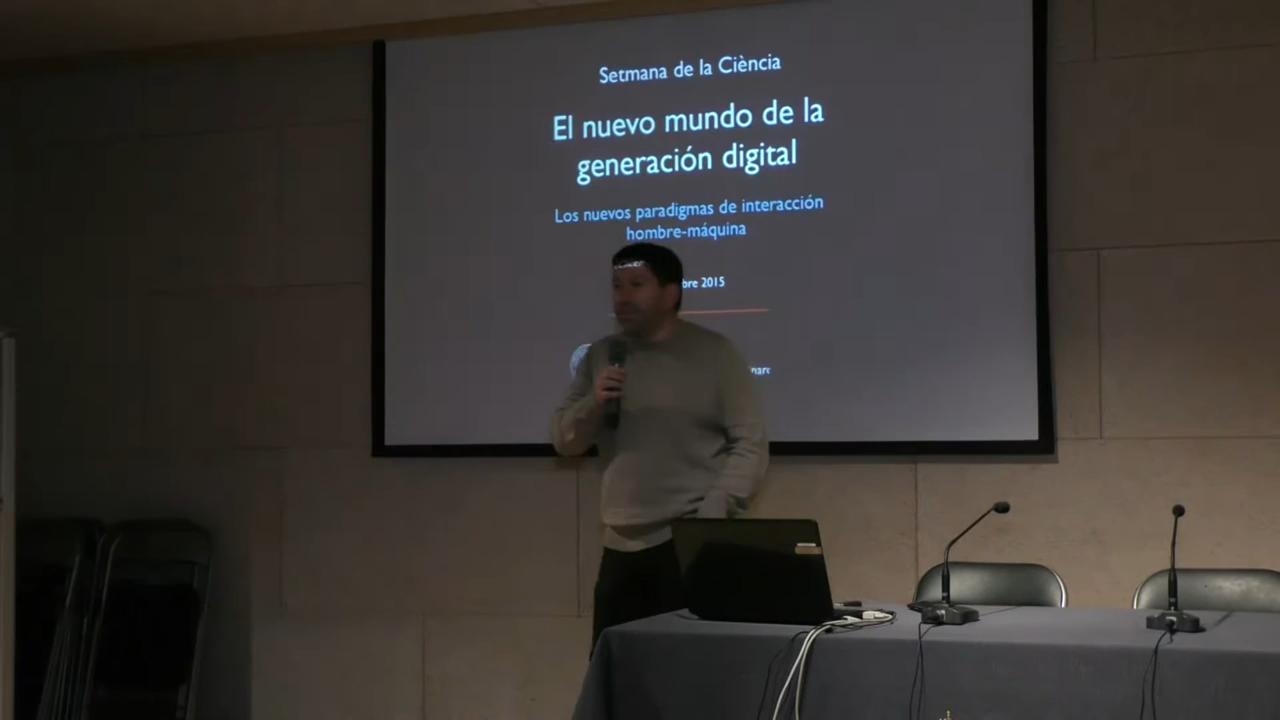 Setmana de la Ciència
El nuevo mundo de la
generación digital
Los nuevos paradigmas de interacción
hombre-máquina
2015